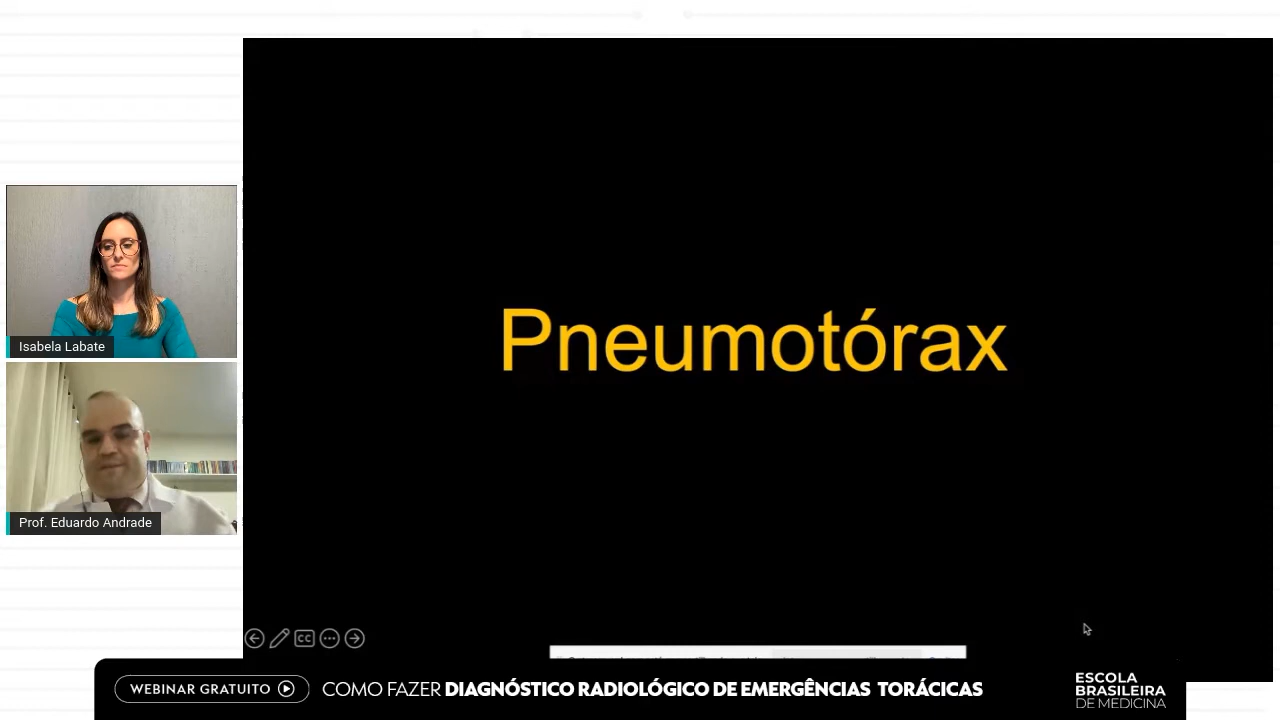 Pneumotórax
Isabela Labate
Prof. Eduardo Andrade
CC
WEBINAR GRATUITO
COMO FAZER DIAGNÓSTICO RADIOLÓGICO DE EMERGÊNCIAS TORÁCICAS
ESCOLA
BRASILEIRA
DE MEDICINA